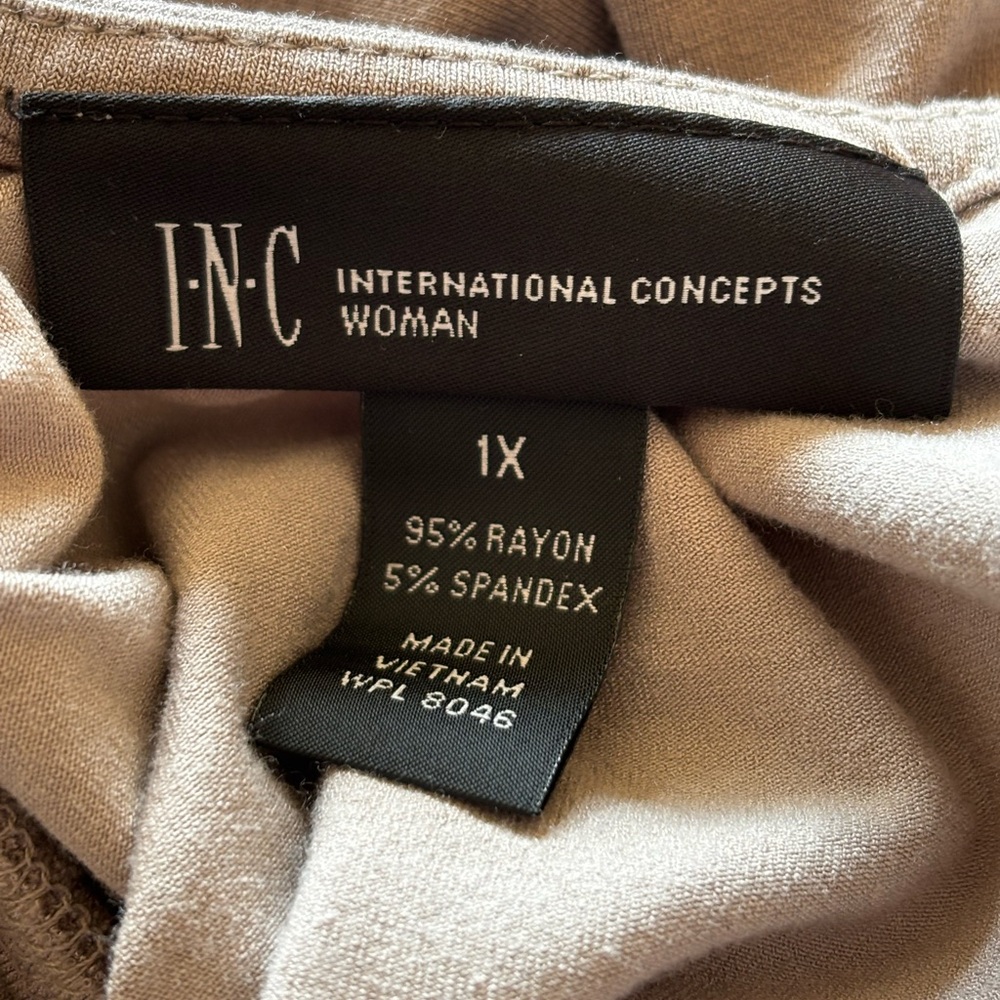 I·N·C INTERNATIONAL CONCEPTS
WOMAN
1X
95% RAYON
5% SPANDEX
MADE IN
VIETNAM
WPL 8046